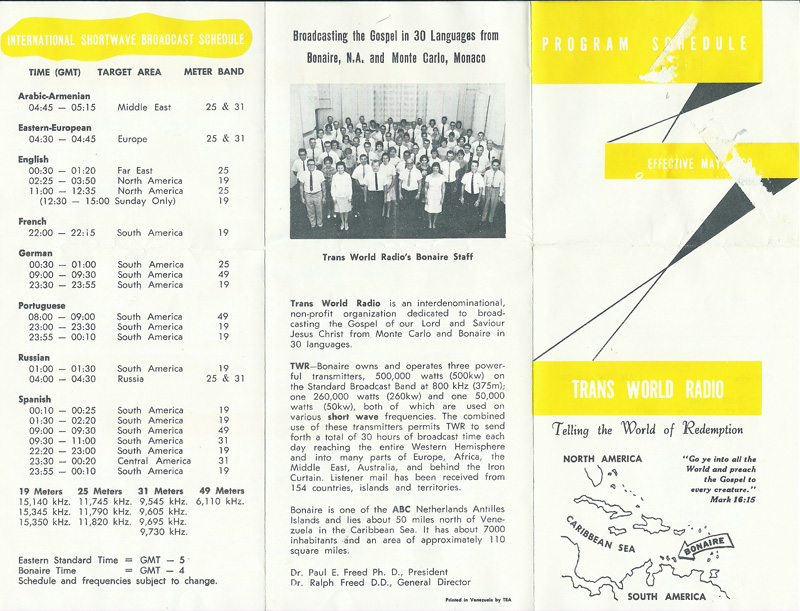 INTERNATIONAL SHORTWAVE BROADCAST SCHEDULE
TIME (GMT) TARGET AREA METER BAND
Arabic-Armenian
04:45 — 05:15 Middle East 25 & 31
Eastern-European
04:30 — 04:45 Europe 25 & 31
English
00:30 — 01:20 Far East 25
02:25 — 03:50 North America 19
11:00 — 12:35 North America 25
(12:30 — 15:00 Sunday Only) 19
French
22:00 — 22:15 South America 19
German
00:30 — 01:00 South America 25
09:00 — 09:30 South America 49
23:30 — 23:55 South America 19
Portuguese
08:00 — 09:00 South America 49
23:00 — 23:30 South America 19
23:55 — 00:10 South America 19
Russian
01:00 — 01:30 South America 19
04:00 — 04:30 Russia 25 & 31
Spanish
00:10 — 00:25 South America 19
01:30 — 02:20 South America 19
09:00 — 09:30 South America 49
09:30 — 11:00 South America 31
22:20 — 23:00 South America 19
23:30 — 00:20 Central America 31
23:55 — 00:10 South America 19
19 Meters 25 Meters 31 Meters 49 Meters
15,140 kHz. 11,745 kHz. 9,545 kHz. 6,110 kHz.
15,345 kHz. 11,790 kHz. 9,605 kHz.
15,350 kHz. 11,820 kHz. 9,695 kHz.
9,730 kHz.
Eastern Standard Time = GMT — 5
Bonaire Time = GMT — 4
Schedule and frequencies subject to change.
Broadcasting the Gospel in 30 Languages from
Bonaire, N.A. and Monte Carlo, Monaco
Trans World Radio's Bonaire Staff
Trans World Radio is an interdenominational,
non-profit organization dedicated to broad-
casting the Gospel of our Lord and Saviour
Jesus Christ from Monte Carlo and Bonaire in
30 languages.
TWR—Bonaire owns and operates three power-
ful transmitters, 500,000 watts (500kw) on
the Standard Broadcast Band at 800 kHz (375m);
one 260,000 watts (260kw) and one 50,000
watts (50kw), both of which are used on
various short wave frequencies. The combined
use of these transmitters permits TWR to send
forth a total of 30 hours of broadcast time each
day reaching the entire Western Hemisphere
and into many parts of Europe, Africa, the
Middle East, Australia, and behind the Iron
Curtain. Listener mail has been received from
154 countries, islands and territories.
Bonaire is one of the ABC Netherlands Antilles
Islands and lies about 50 miles north of Vene-
zuela in the Caribbean Sea. It has about 7000
inhabitants and an area of approximately 110
square miles.
Dr. Paul E. Freed Ph. D., President
Dr. Ralph Freed D.D., General Director
Printed in Venezuela by TEA
PROGRAM SCHEDULE
EFFECTIVE MAY,
TRANS WORLD RADIO
Telling the World of Redemption
"Go ye into all the
World and preach
the Gospel to
every creature."
Mark 16:15
NORTH AMERICA
CARIBBEAN SEA
BONAIRE
SOUTH AMERICA